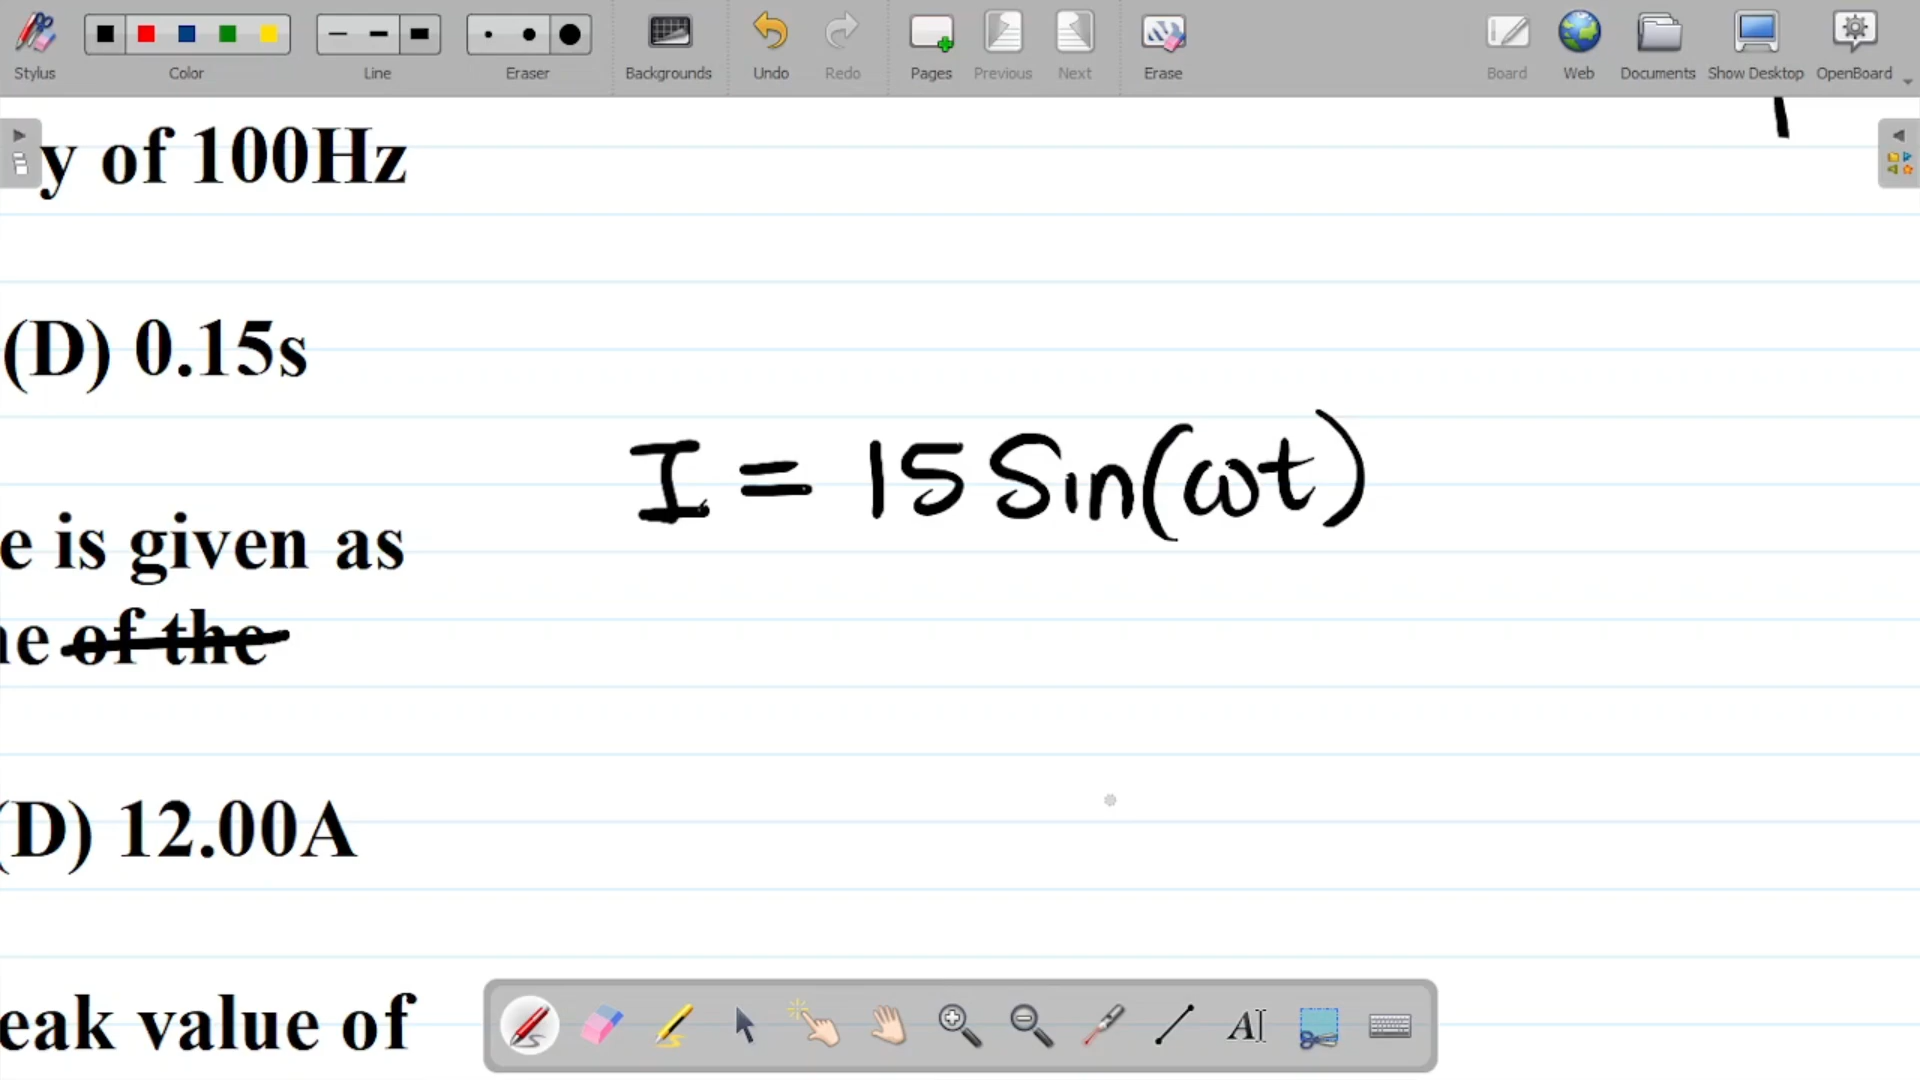 Stylus
Color
Line
Eraser
Backgrounds
Undo
Redo
Pages
Previous
Next
Erase
Board
Web
Documents
Show Desktop
OpenBoard
y of 100Hz
(D) 0.15s
I = 15 Sin(ωt)
e is given as
e of the
(D) 12.00A
eak value of